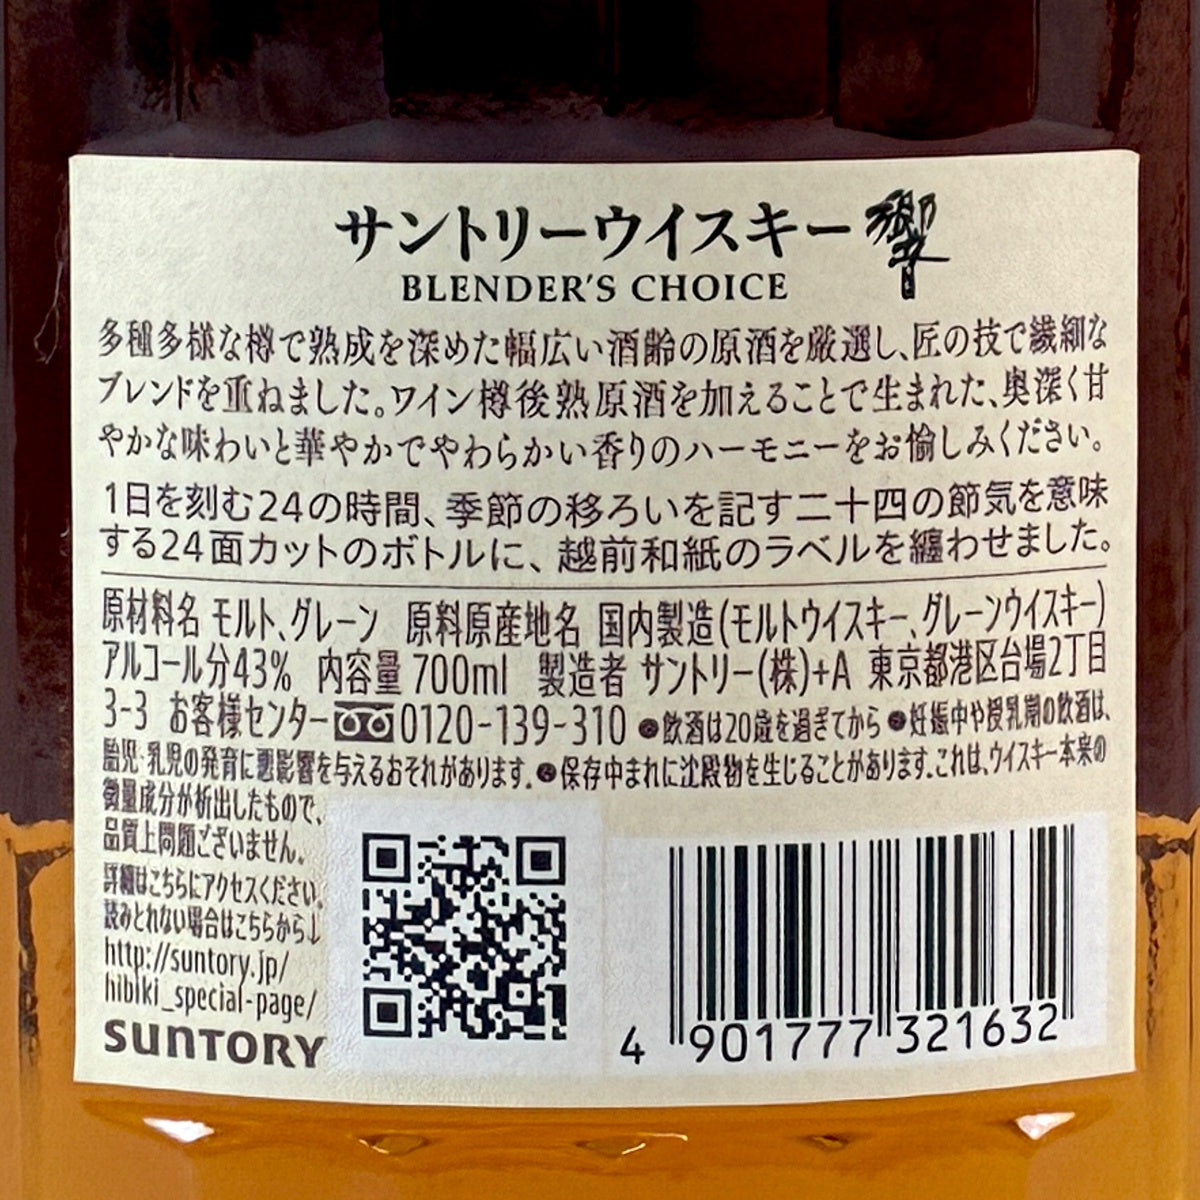 サントリーウイスキー響
BLENDER'S CHOICE
多種多様な樽で熟成を深めた幅広い酒齢の原酒を厳選し、匠の技で繊細な
ブレンドを重ねました。ワイン樽後熟原酒を加えることで生まれた、奥深く甘
やかな味わいと華やかでやわらかい香りのハーモニーをお愉しみください。
1日を刻む24の時間、季節の移ろいを記す二十四の節気を意味
する24面カットのボトルに、越前和紙のラベルを纏わせました。
原材料名 モルト、グレーン 原料原産地名 国内製造(モルトウイスキー、グレーンウイスキー)
アルコール分43% 内容量 700ml 製造者 サントリー(株)+A 東京都港区台場2丁目
3-3 お客様センター 0120-139-310 ●飲酒は20歳を過ぎてから ●妊娠中や授乳期の飲酒は、
胎児・乳児の発育に悪影響を与えるおそれがあります。 ●保存中まれに沈殿物を生じることがあります。これは、ウイスキー本来の
微量成分が析出したもので、
品質上問題ございません。
詳細はこちらにアクセスください。
読みとれない場合はこちらから↓
http://suntory.jp/
hibiki_special-page/
SUNTORY
4 901777 321632